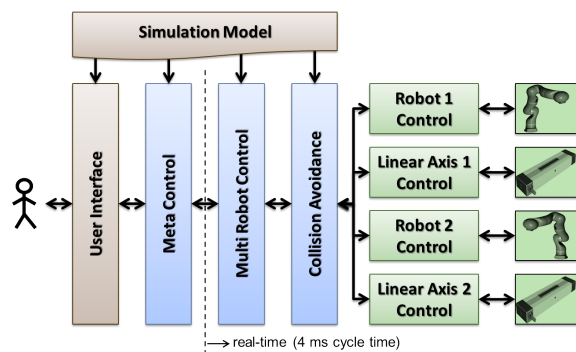 Simulation Model
User Interface
Meta Control
Multi Robot Control
Collision Avoidance
Robot 1
Control
Linear Axis 1
Control
Robot 2
Control
Linear Axis 2
Control
real-time (4 ms cycle time)